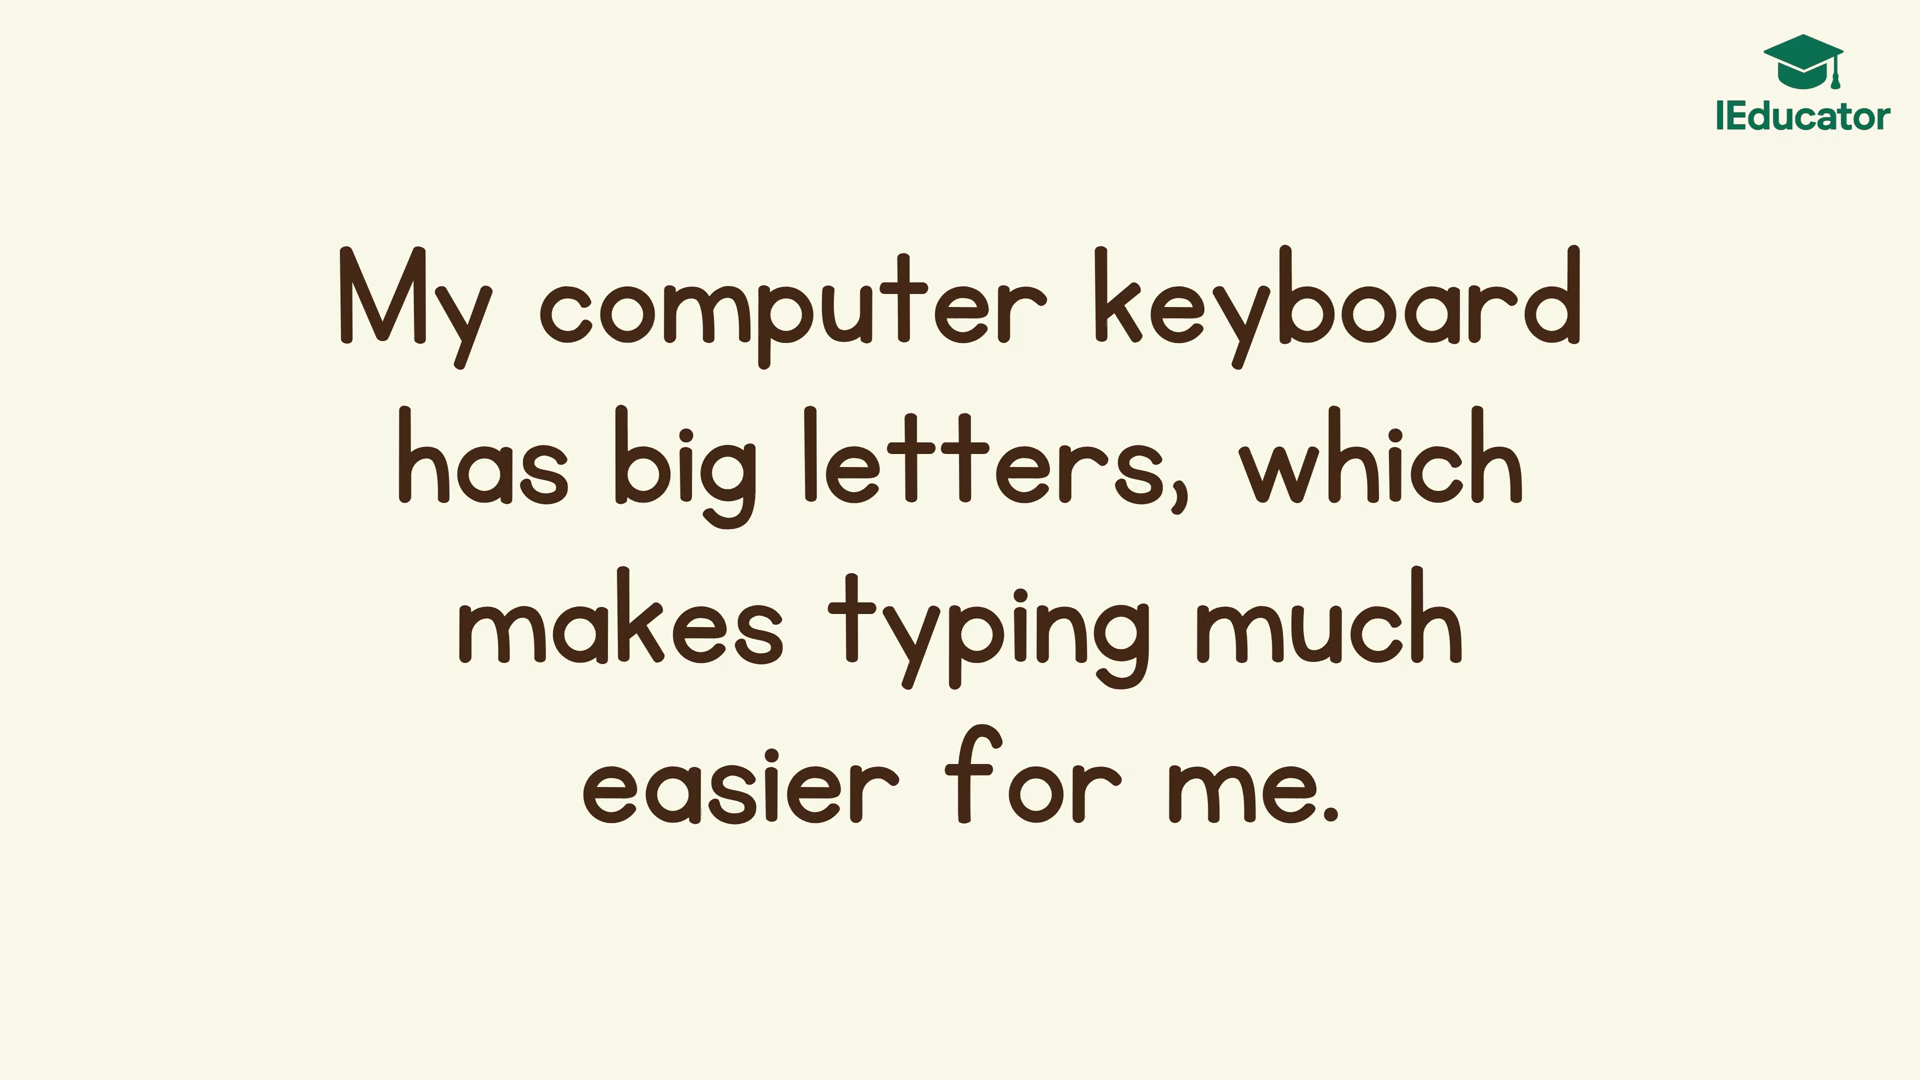 IEducator
My computer keyboard
has big letters, which
makes typing much
easier for me.